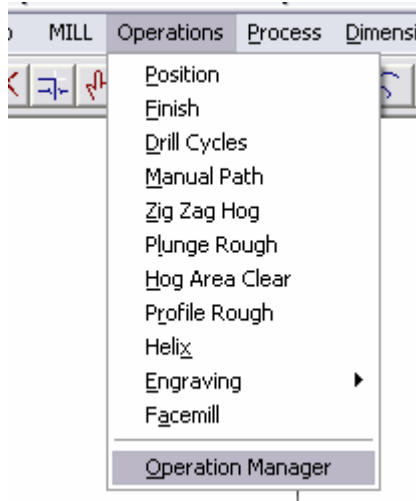 MILL Operations Process Dimensi
Position
Finish
Drill Cycles
Manual Path
Zig Zag Hog
Plunge Rough
Hog Area Clear
Profile Rough
Helix
Engraving
Facemill
Operation Manager